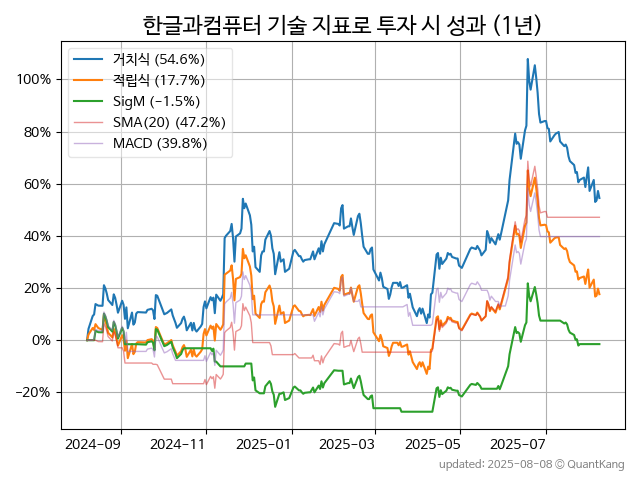 한글과컴퓨터 기술 지표로 투자 시 성과 (1년)
거치식 (54.6%)
적립식 (17.7%)
SigM (−1.5%)
SMA(20) (47.2%)
MACD (39.8%)
100%
80%
60%
40%
20%
0%
−20%
2024-09 2024-11 2025-01 2025-03 2025-05 2025-07
updated: 2025-08-08 © QuantKang